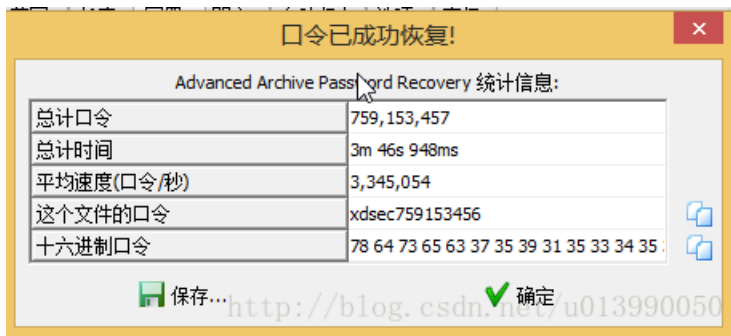 口令已成功恢复!
Advanced Archive Password Recovery 统计信息:
总计口令 759,153,457
总计时间 3m 46s 948ms
平均速度(口令/秒) 3,345,054
这个文件的口令 xdsec759153456
十六进制口令 78 64 73 65 63 37 35 39 31 35 33 34 35
保存... 确定
http://blog.csdn.net/u013990050